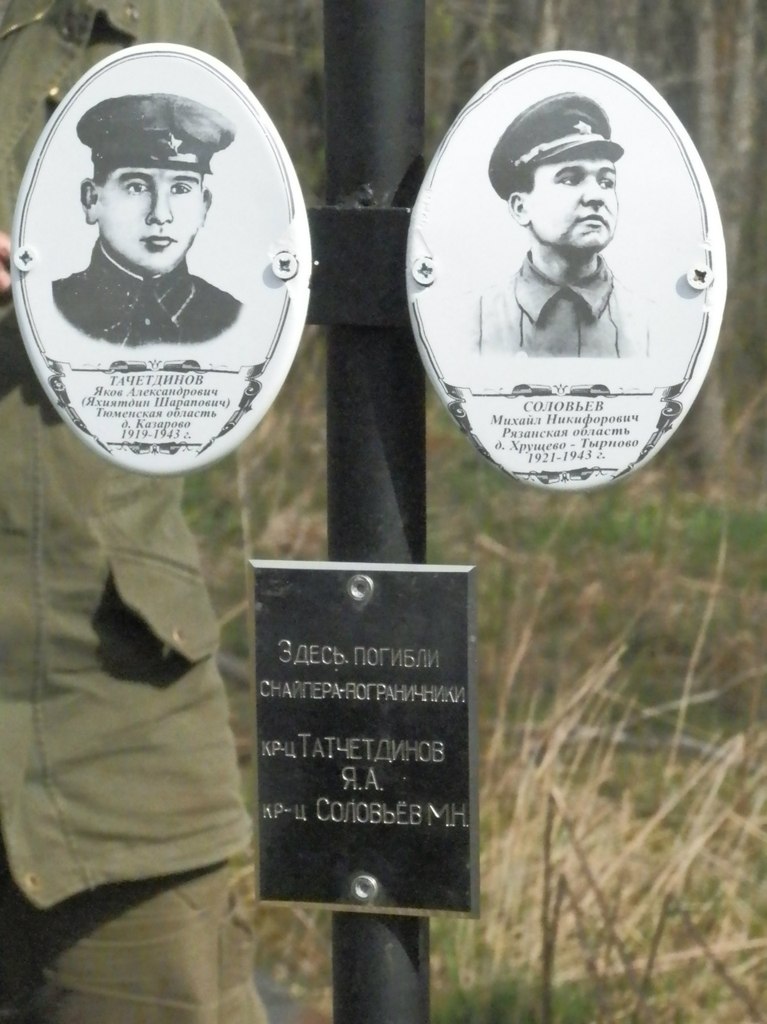 ТАЧЕТДИНОВ
Яков Александрович
(Яхиятдин Шарапович)
Тюменская область
д. Казарово
1919-1943 г.
СОЛОВЬЕВ
Михайл Никифорович
Рязанская область
д. Хрущево - Тырново
1921-1943 г.
ЗДЕСЬ ПОГИБЛИ
СНАЙПЕРА-ПОГРАНИЧНИКИ
КР-Ц ТАТЧЕТДИНОВ
Я.А.
КР-Ц СОЛОВЬЁВ М.Н.